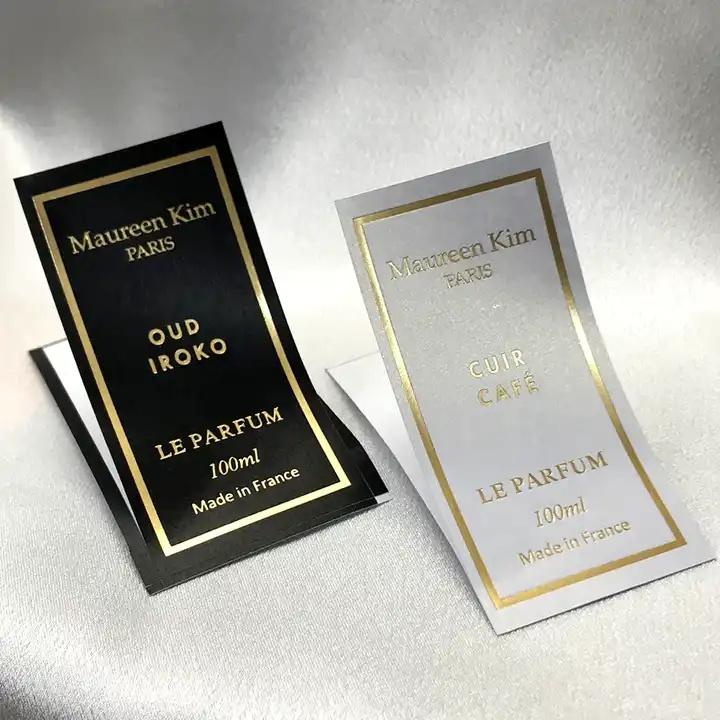 Maureen Kim
PARIS
OUD
IROKO
LE PARFUM
100ml
Made in France
Maureen Kim
PARIS
CUIR
CAFÉ
LE PARFUM
100ml
Made in France